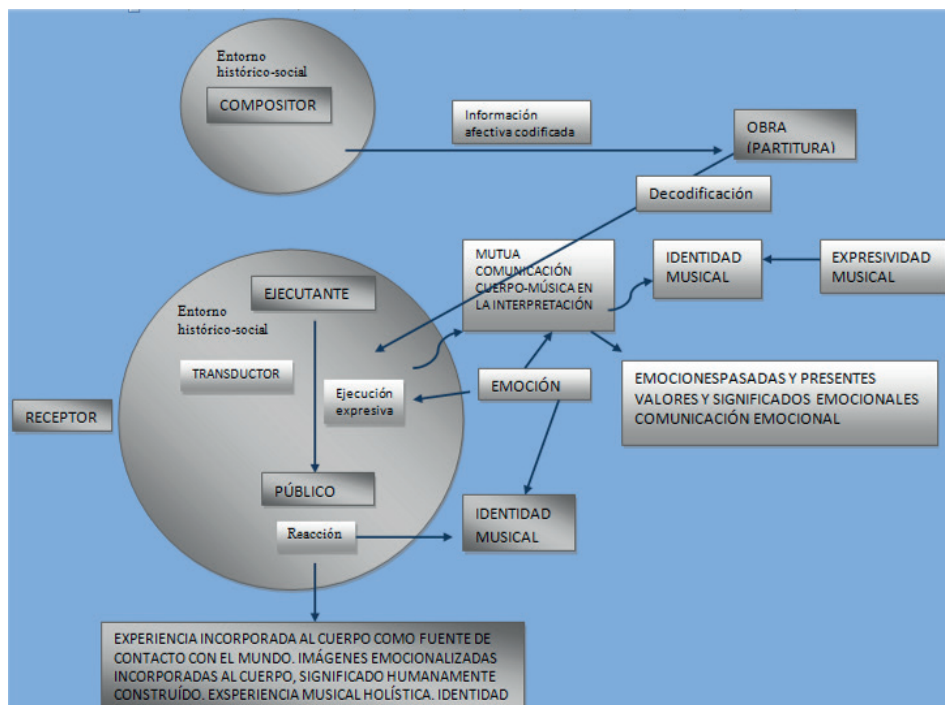 Entorno
histórico-social
COMPOSITOR
Información
afectiva codificada
OBRA
(PARTITURA)
Decodificación
MUTUA
COMUNICACIÓN
CUERPO-MÚSICA EN
LA INTERPRETACIÓN
IDENTIDAD
MUSICAL
EXPRESIVIDAD
MUSICAL
EJECUTANTE
Entorno
histórico-social
TRANSDUCTOR
Ejecución
expresiva
EMOCIÓN
EMOCIONESPASADAS Y PRESENTES
VALORES Y SIGNIFICADOS EMOCIONALES
COMUNICACIÓN EMOCIONAL
RECEPTOR
PÚBLICO
Reacción
IDENTIDAD
MUSICAL
EXPERIENCIA INCORPORADA AL CUERPO COMO FUENTE DE
CONTACTO CON EL MUNDO. IMÁGENES EMOCIONALIZADAS
INCORPORADAS AL CUERPO, SIGNIFICADO HUMANAMENTE
CONSTRUÍDO. EXSPERIENCIA MUSICAL HOLÍSTICA. IDENTIDAD